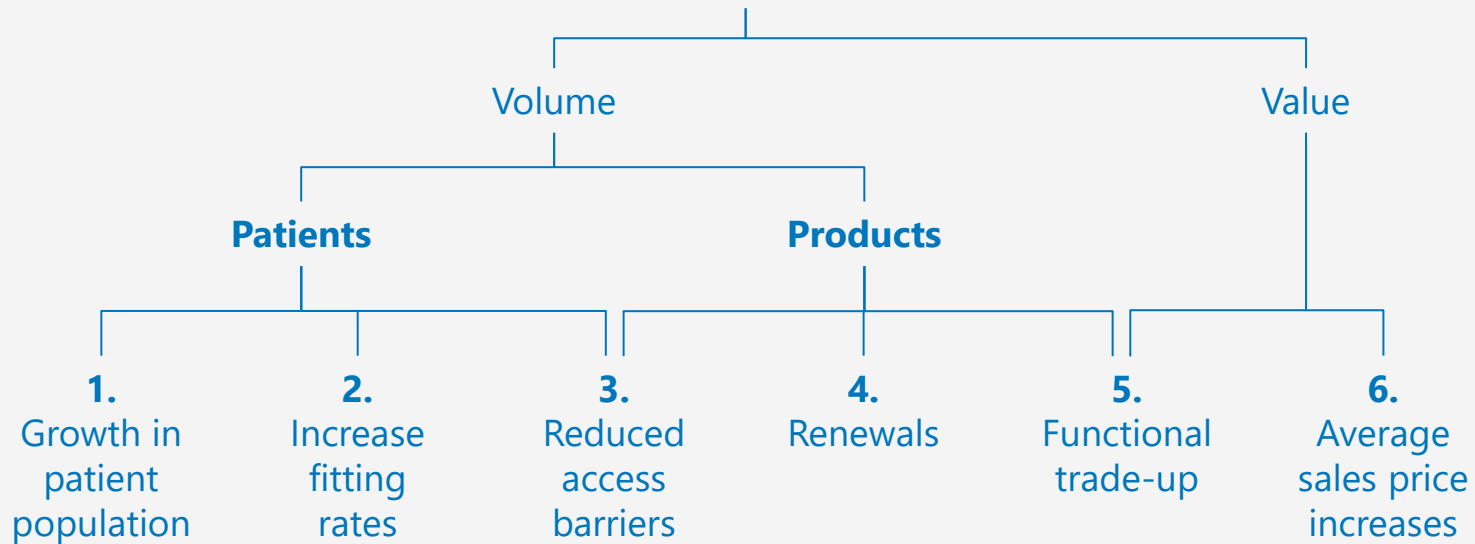 Volume
Value
Patients
Products
1.
Growth in
patient
population
2.
Increase
fitting
rates
3.
Reduced
access
barriers
4.
Renewals
5.
Functional
trade-up
6.
Average
sales price
increases